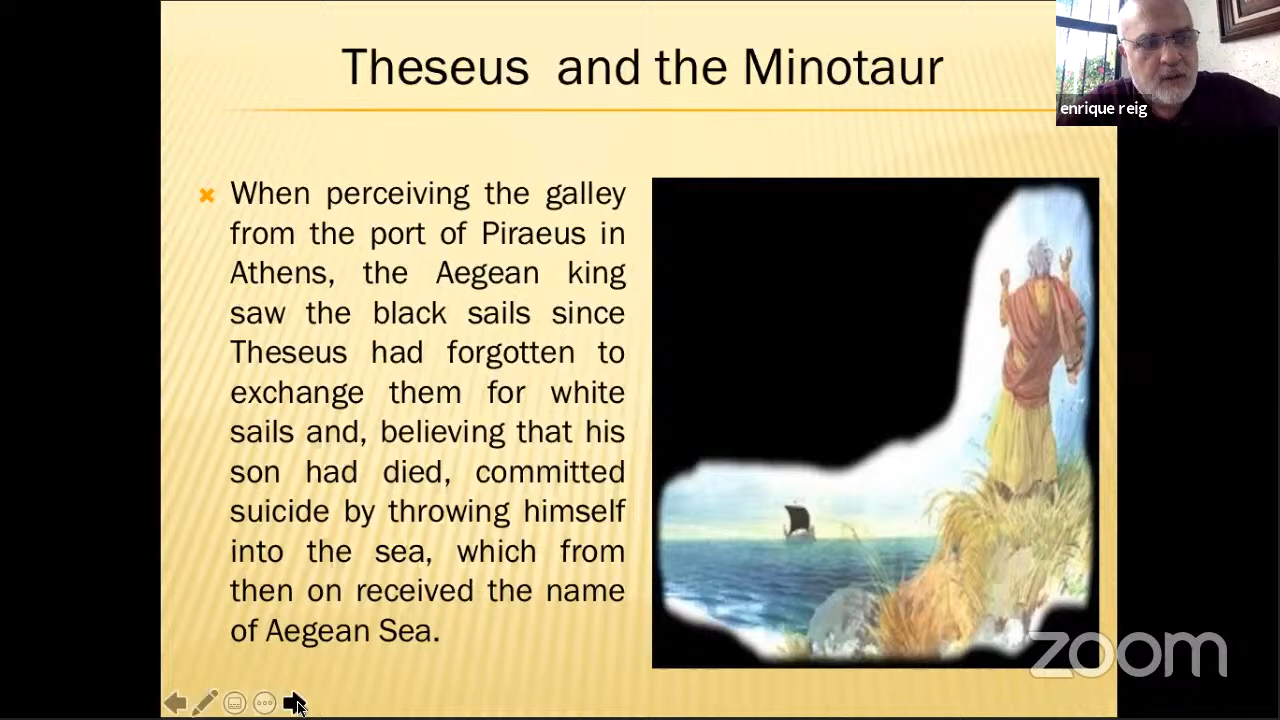 Theseus and the Minotaur
enrique reig
When perceiving the galley
from the port of Piraeus in
Athens, the Aegean king
saw the black sails since
Theseus had forgotten to
exchange them for white
sails and, believing that his
son had died, committed
suicide by throwing himself
into the sea, which from
then on received the name
of Aegean Sea.
zoom